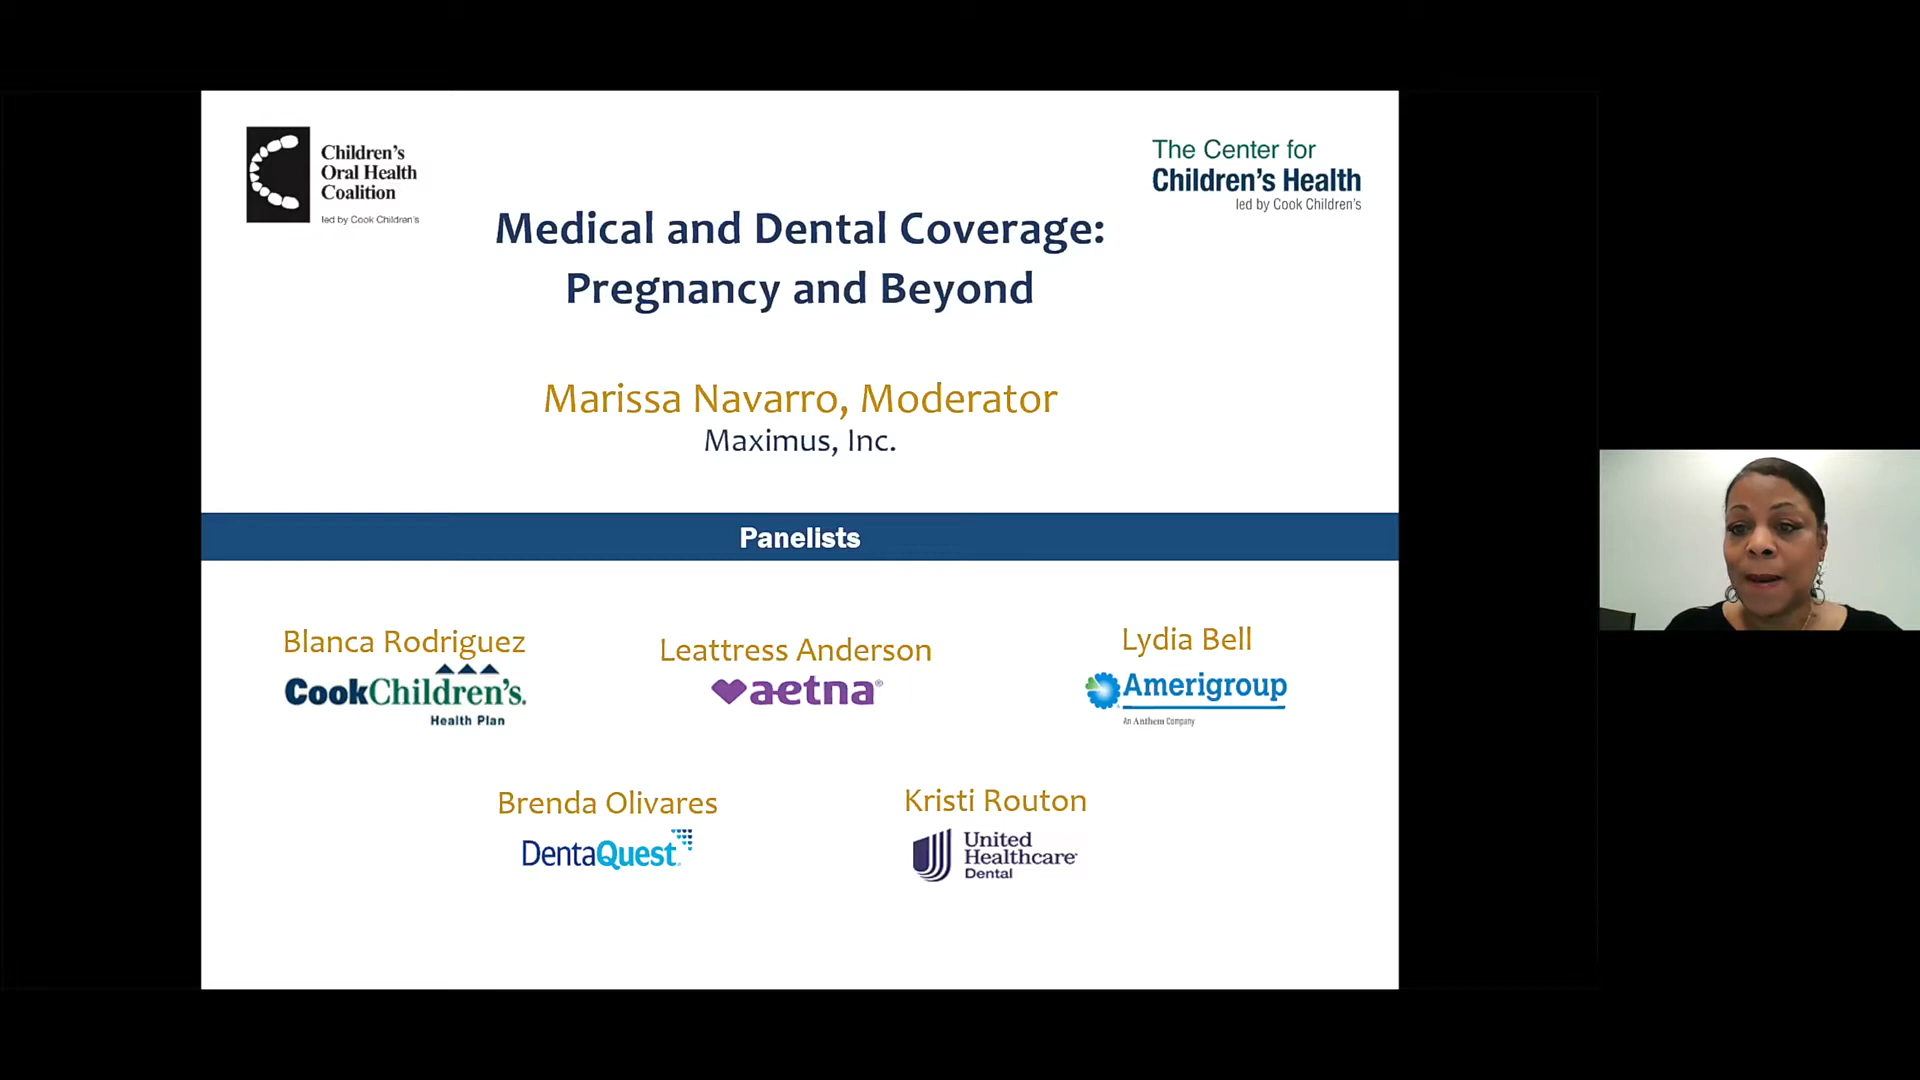 Children's
Oral Health
Coalition
led by Cook Children's
The Center for
Children's Health
led by Cook Children's
Medical and Dental Coverage:
Pregnancy and Beyond
Marissa Navarro, Moderator
Maximus, Inc.
Panelists
Blanca Rodriguez
CookChildren's.
Health Plan
Leattress Anderson
aetna®
Lydia Bell
Amerigroup
An Anthem Company
Brenda Olivares
DentaQuest
Kristi Routon
United
Healthcare
Dental